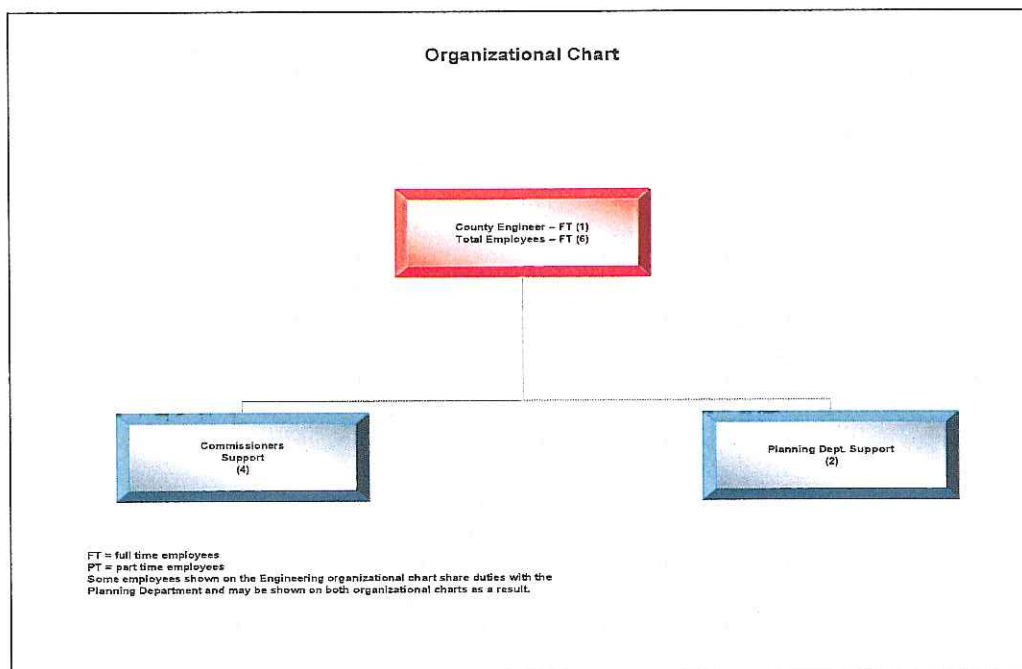 Organizational Chart
County Engineer – FT (1)
Total Employees – FT (6)
Commissioners
Support
(4)
Planning Dept. Support
(2)
FT = full time employees
PT = part time employees
Some employees shown on the Engineering organizational chart share duties with the
Planning Department and may be shown on both organizational charts as a result.